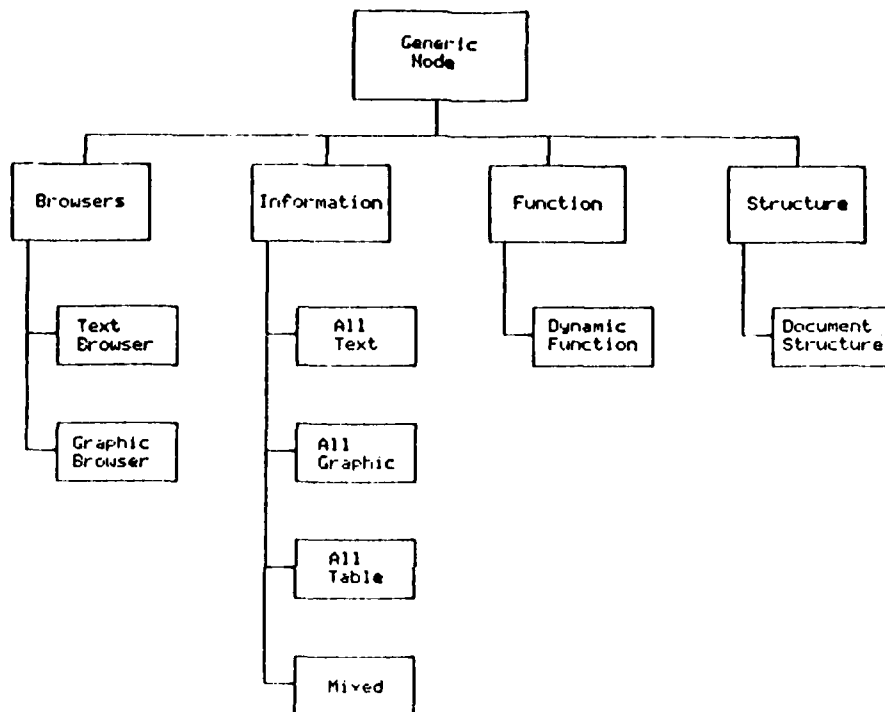 Generic
Node
Browsers
Information
Function
Structure
Text
Browser
All
Text
Dynamic
Function
Document
Structure
Graphic
Browser
All
Graphic
All
Table
Mixed